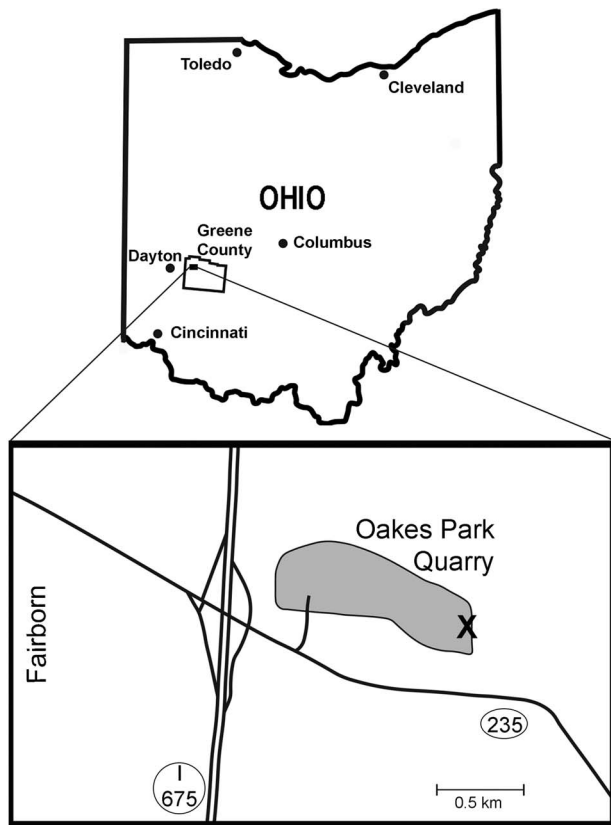 Toledo
Cleveland
OHIO
Greene
County
Columbus
Dayton
Cincinnati
Oakes Park
Quarry
X
Fairborn
235
I
675
0.5 km